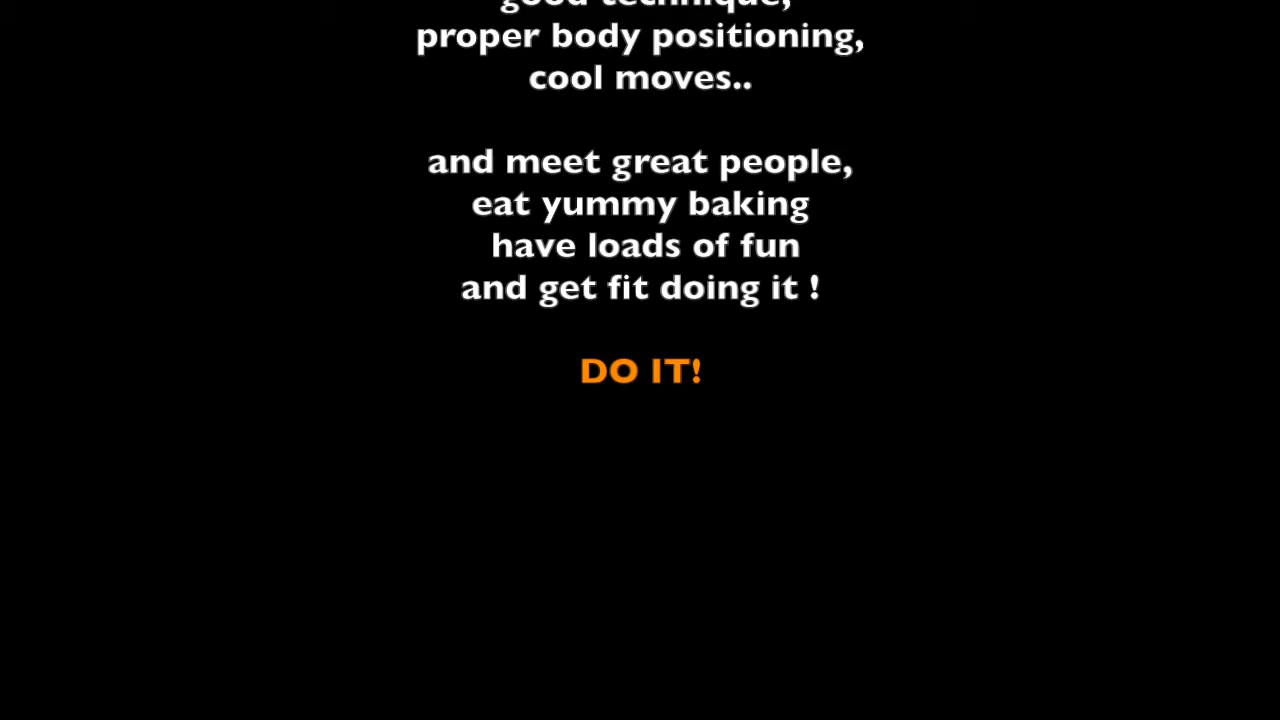 good technique,
proper body positioning,
cool moves..
and meet great people,
eat yummy baking
have loads of fun
and get fit doing it !
DO IT!